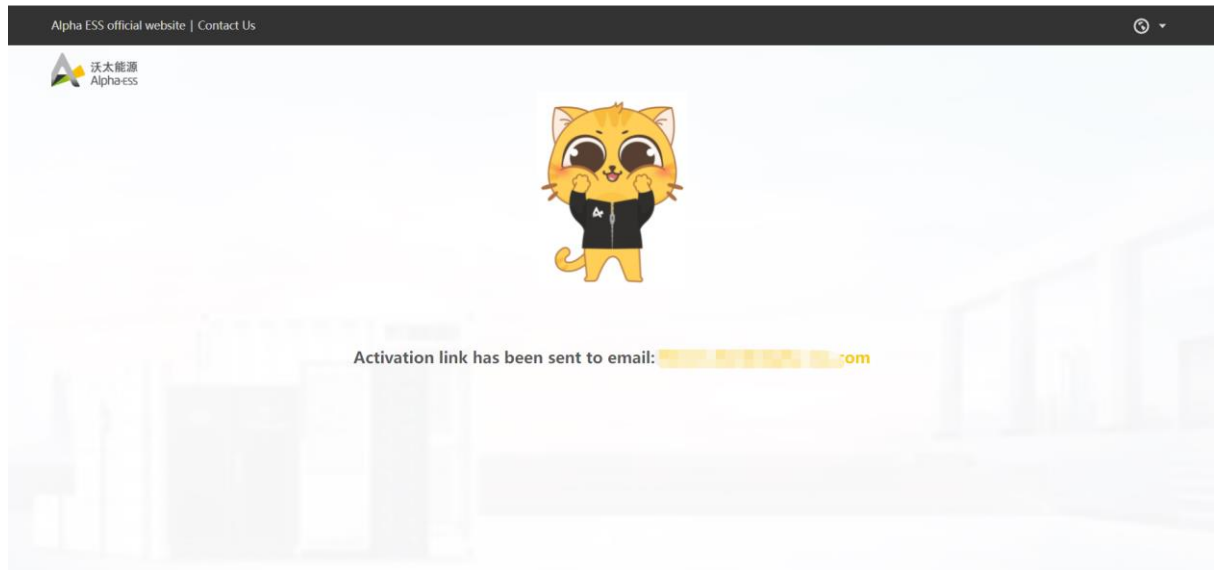 Alpha ESS official website | Contact Us
沃太能源
Alpha-ESS
Activation link has been sent to email: